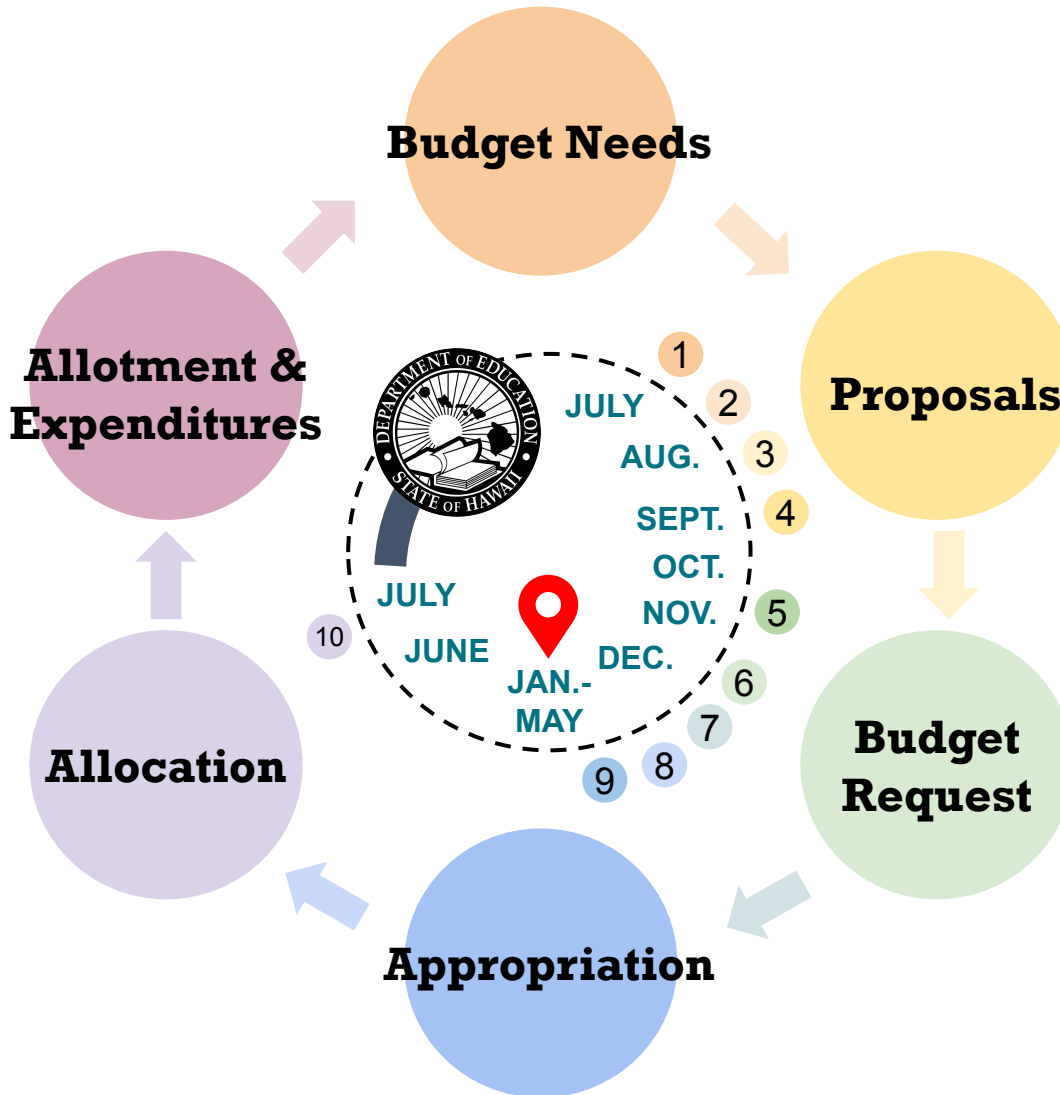 Budget Needs
Proposals
Budget
Request
Appropriation
Allocation
Allotment &
Expenditures
DEPARTMENT OF EDUCATION
STATE OF HAWAII
JULY
AUG.
SEPT.
OCT.
NOV.
DEC.
JAN.-
MAY
JUNE
JULY
1
2
3
4
5
6
7
8
9
10